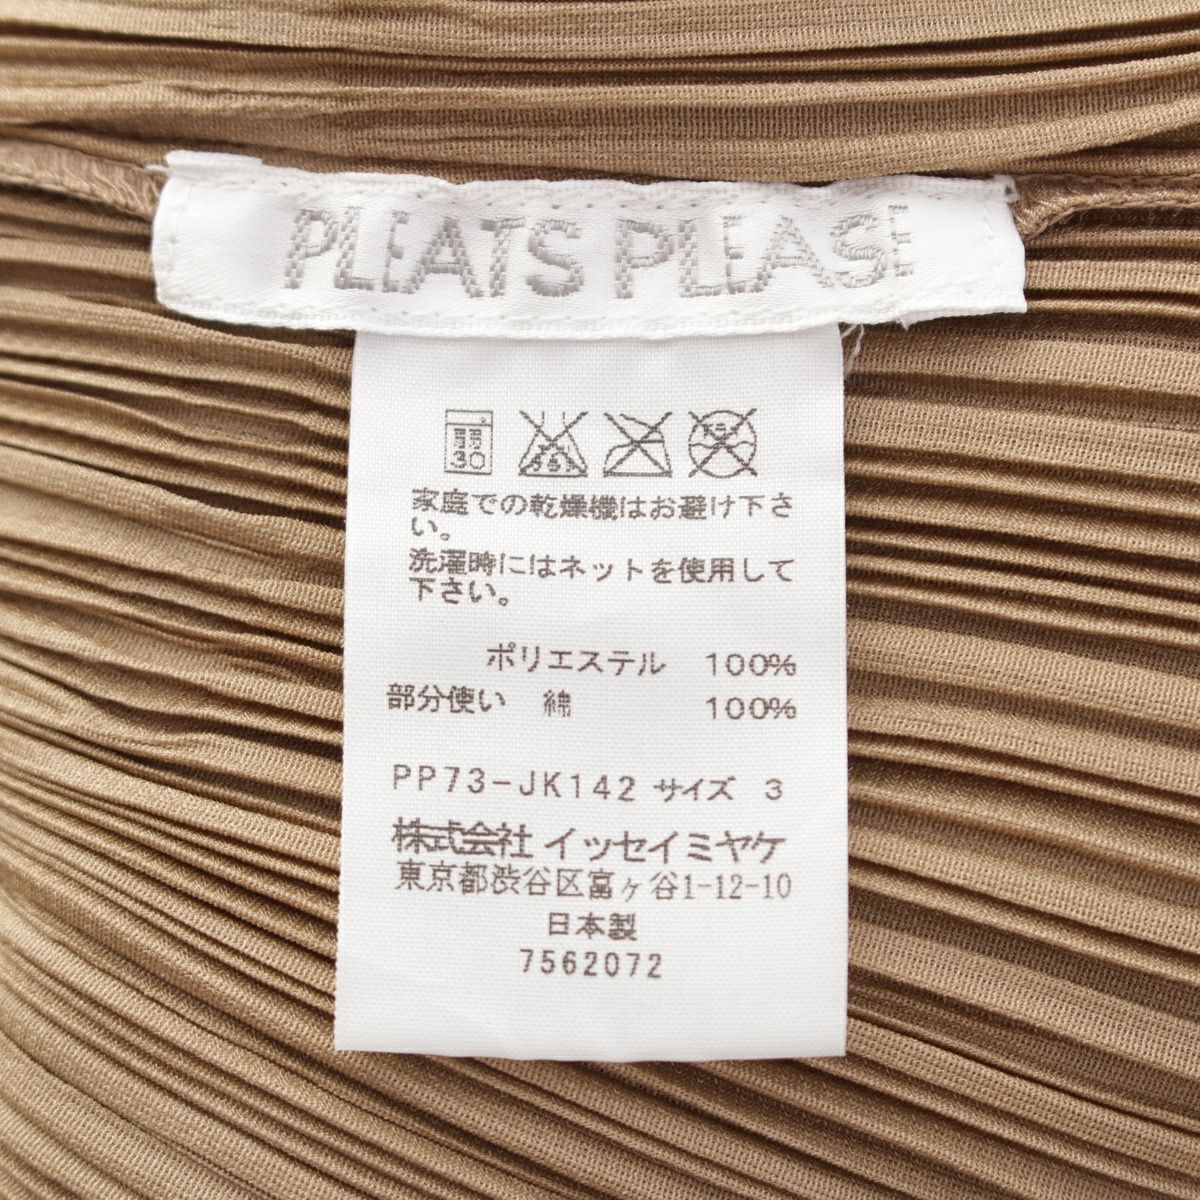 PLEATS PLEASE
弱
30
家庭での乾燥機はお避け下さ
い。
洗濯時にはネットを使用して
下さい。
ポリエステル 100%
部分使い 綿 100%
PP73-JK142 サイズ 3
株式会社 イッセイミヤケ
東京都渋谷区富ヶ谷1-12-10
日本製
7562072